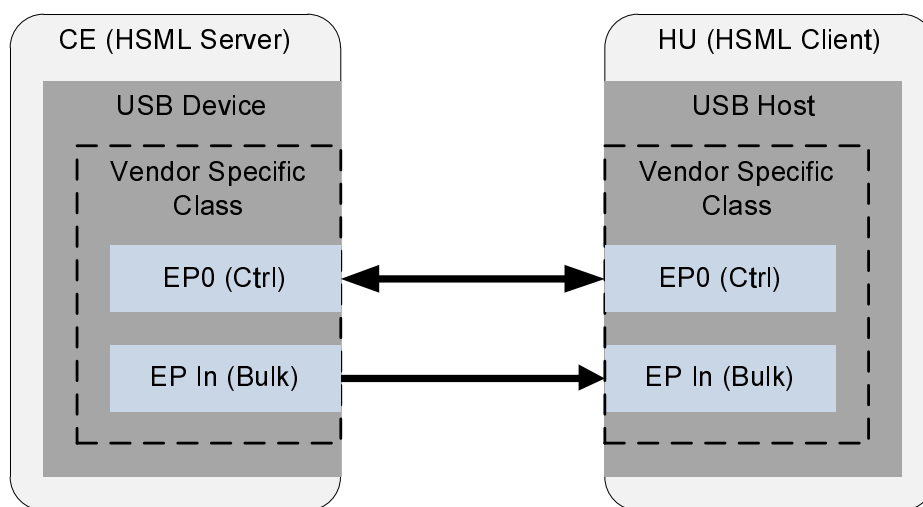 CE (HSML Server)
USB Device
Vendor Specific
Class
EP0 (Ctrl)
EP In (Bulk)
HU (HSML Client)
USB Host
Vendor Specific
Class
EP0 (Ctrl)
EP In (Bulk)